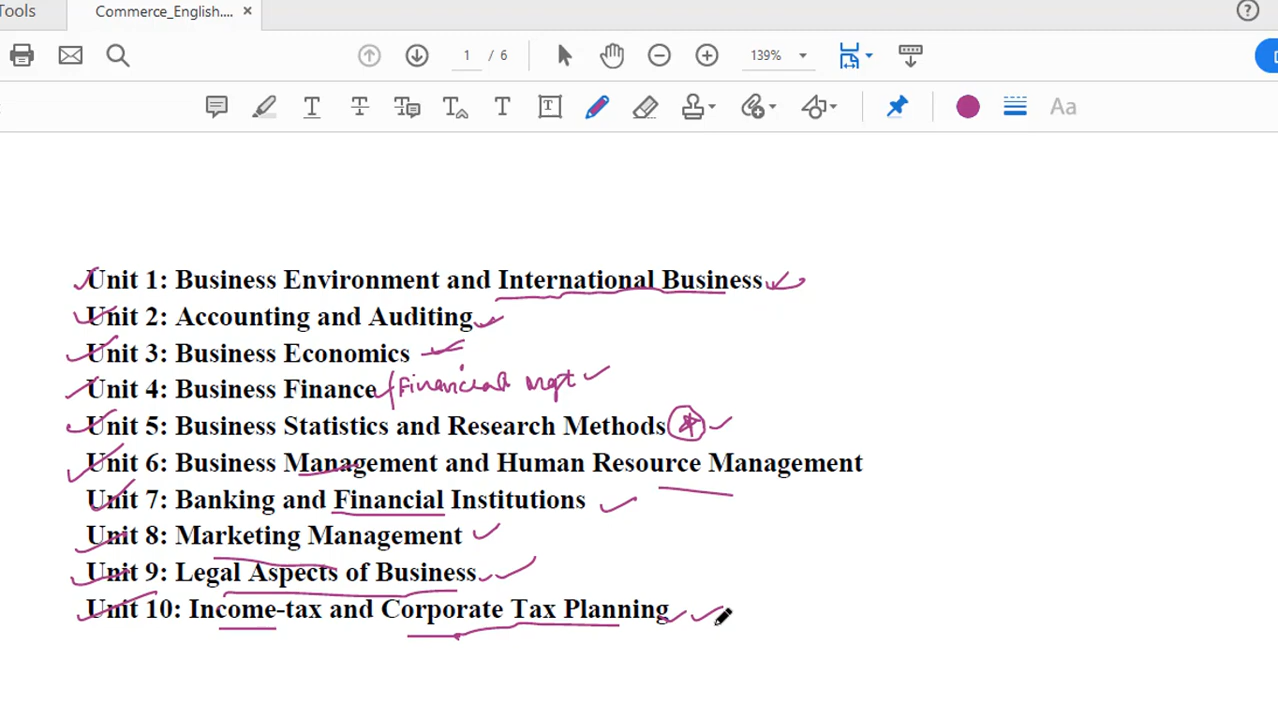 Tools
Commerce_English....
1 / 6
139%
Aa
Unit 1: Business Environment and International Business
Unit 2: Accounting and Auditing
Unit 3: Business Economics
Unit 4: Business Finance Financial mgt
Unit 5: Business Statistics and Research Methods
Unit 6: Business Management and Human Resource Management
Unit 7: Banking and Financial Institutions
Unit 8: Marketing Management
Unit 9: Legal Aspects of Business
Unit 10: Income-tax and Corporate Tax Planning